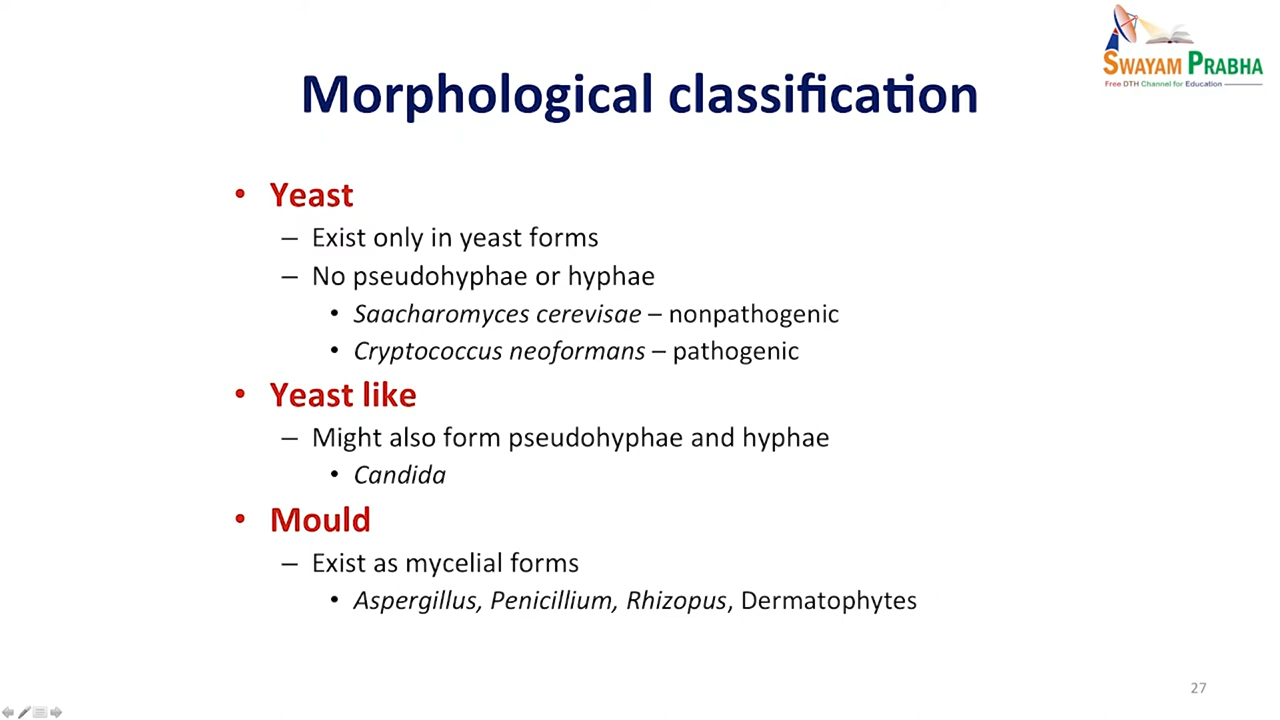 SWAYAM PRABHA
Free DTH Channel for Education
Morphological classification
• Yeast
– Exist only in yeast forms
– No pseudohyphae or hyphae
• Saacharomyces cerevisae – nonpathogenic
• Cryptococcus neoformans – pathogenic
• Yeast like
– Might also form pseudohyphae and hyphae
• Candida
• Mould
– Exist as mycelial forms
• Aspergillus, Penicillium, Rhizopus, Dermatophytes
27